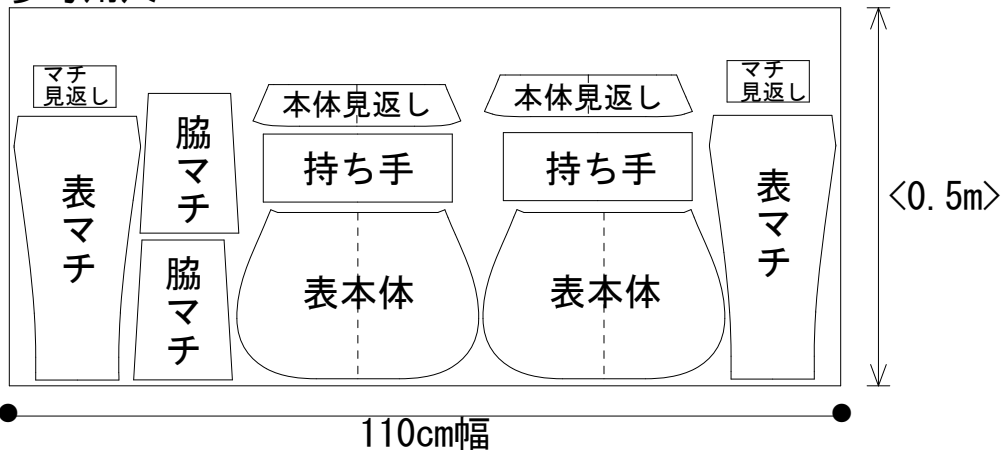 マチ
見返し
表マチ
脇マチ
脇マチ
本体見返し
持ち手
表本体
本体見返し
持ち手
表本体
マチ
見返し
表マチ
<0.5m>
110cm幅